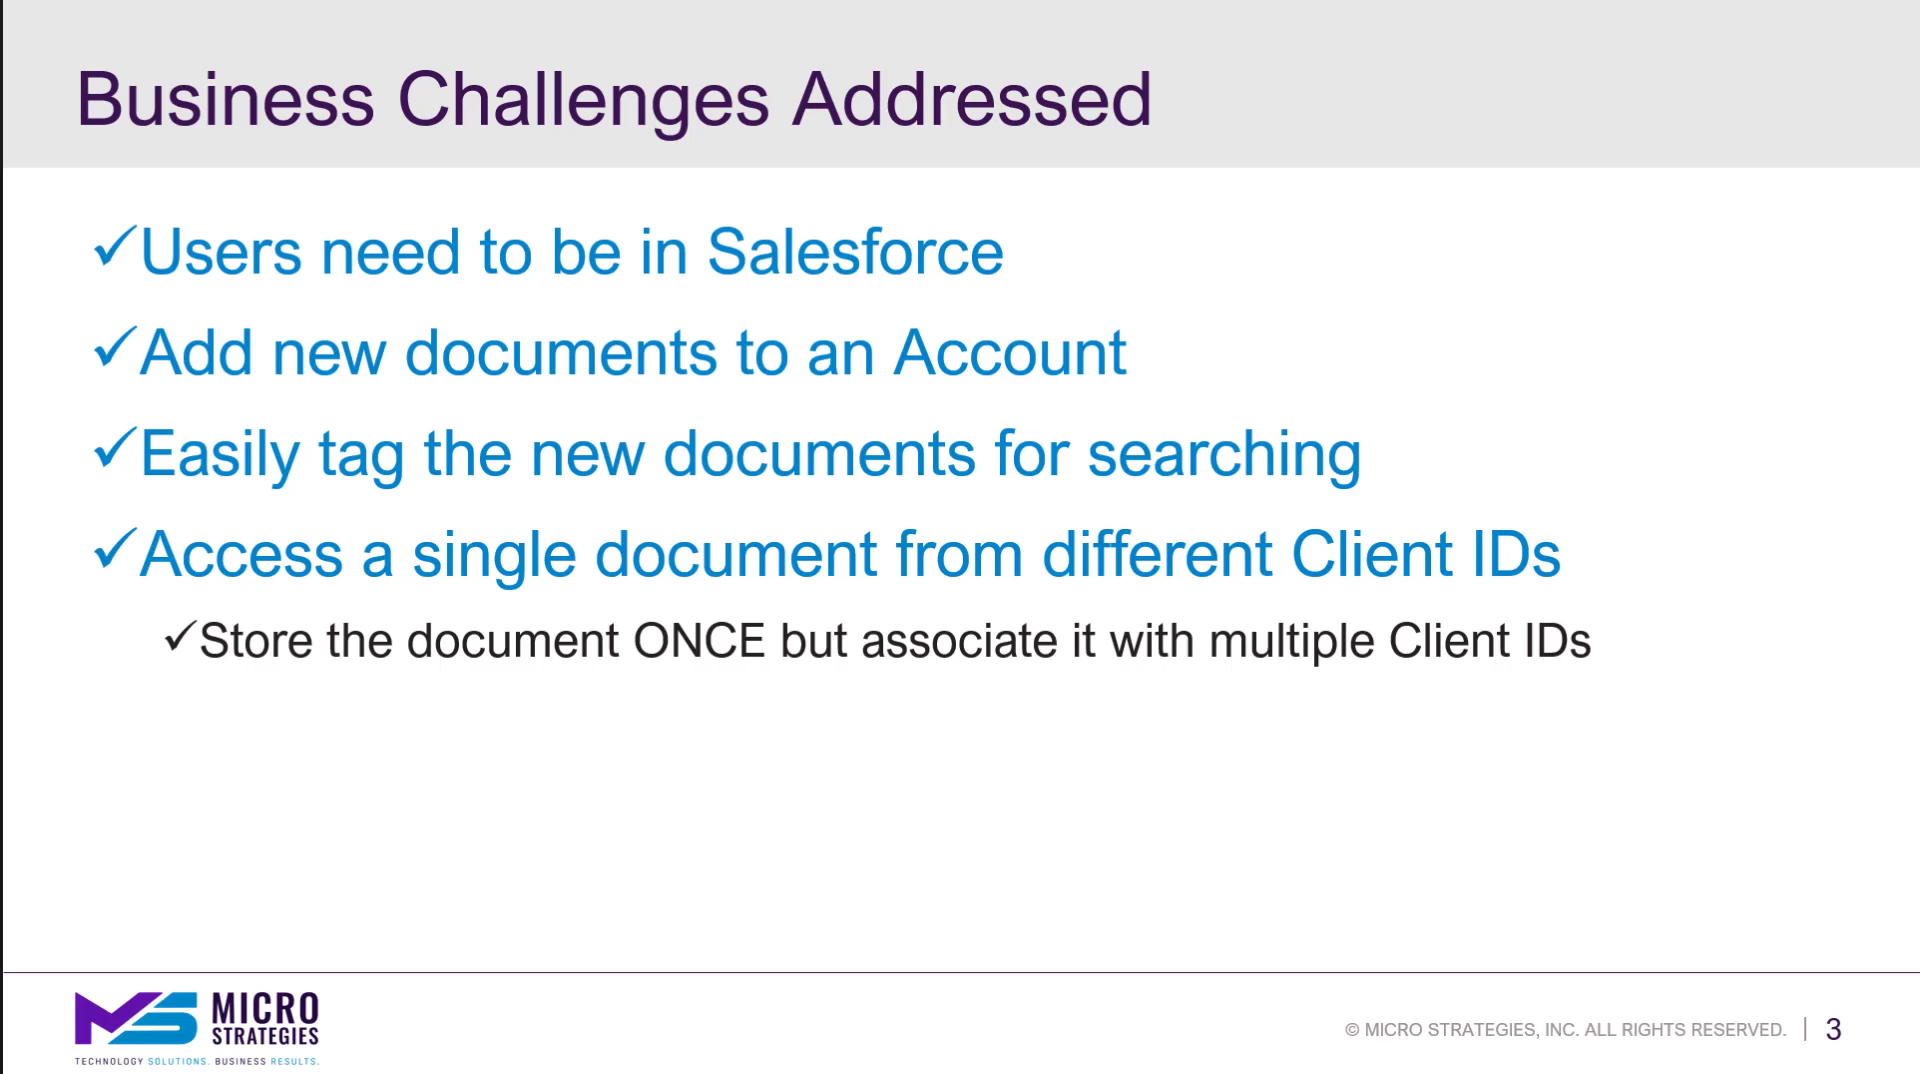 Business Challenges Addressed
✓Users need to be in Salesforce
✓Add new documents to an Account
✓Easily tag the new documents for searching
✓Access a single document from different Client IDs
✓Store the document ONCE but associate it with multiple Client IDs
MS MICRO
STRATEGIES
TECHNOLOGY SOLUTIONS. BUSINESS RESULTS.
© MICRO STRATEGIES, INC. ALL RIGHTS RESERVED. | 3